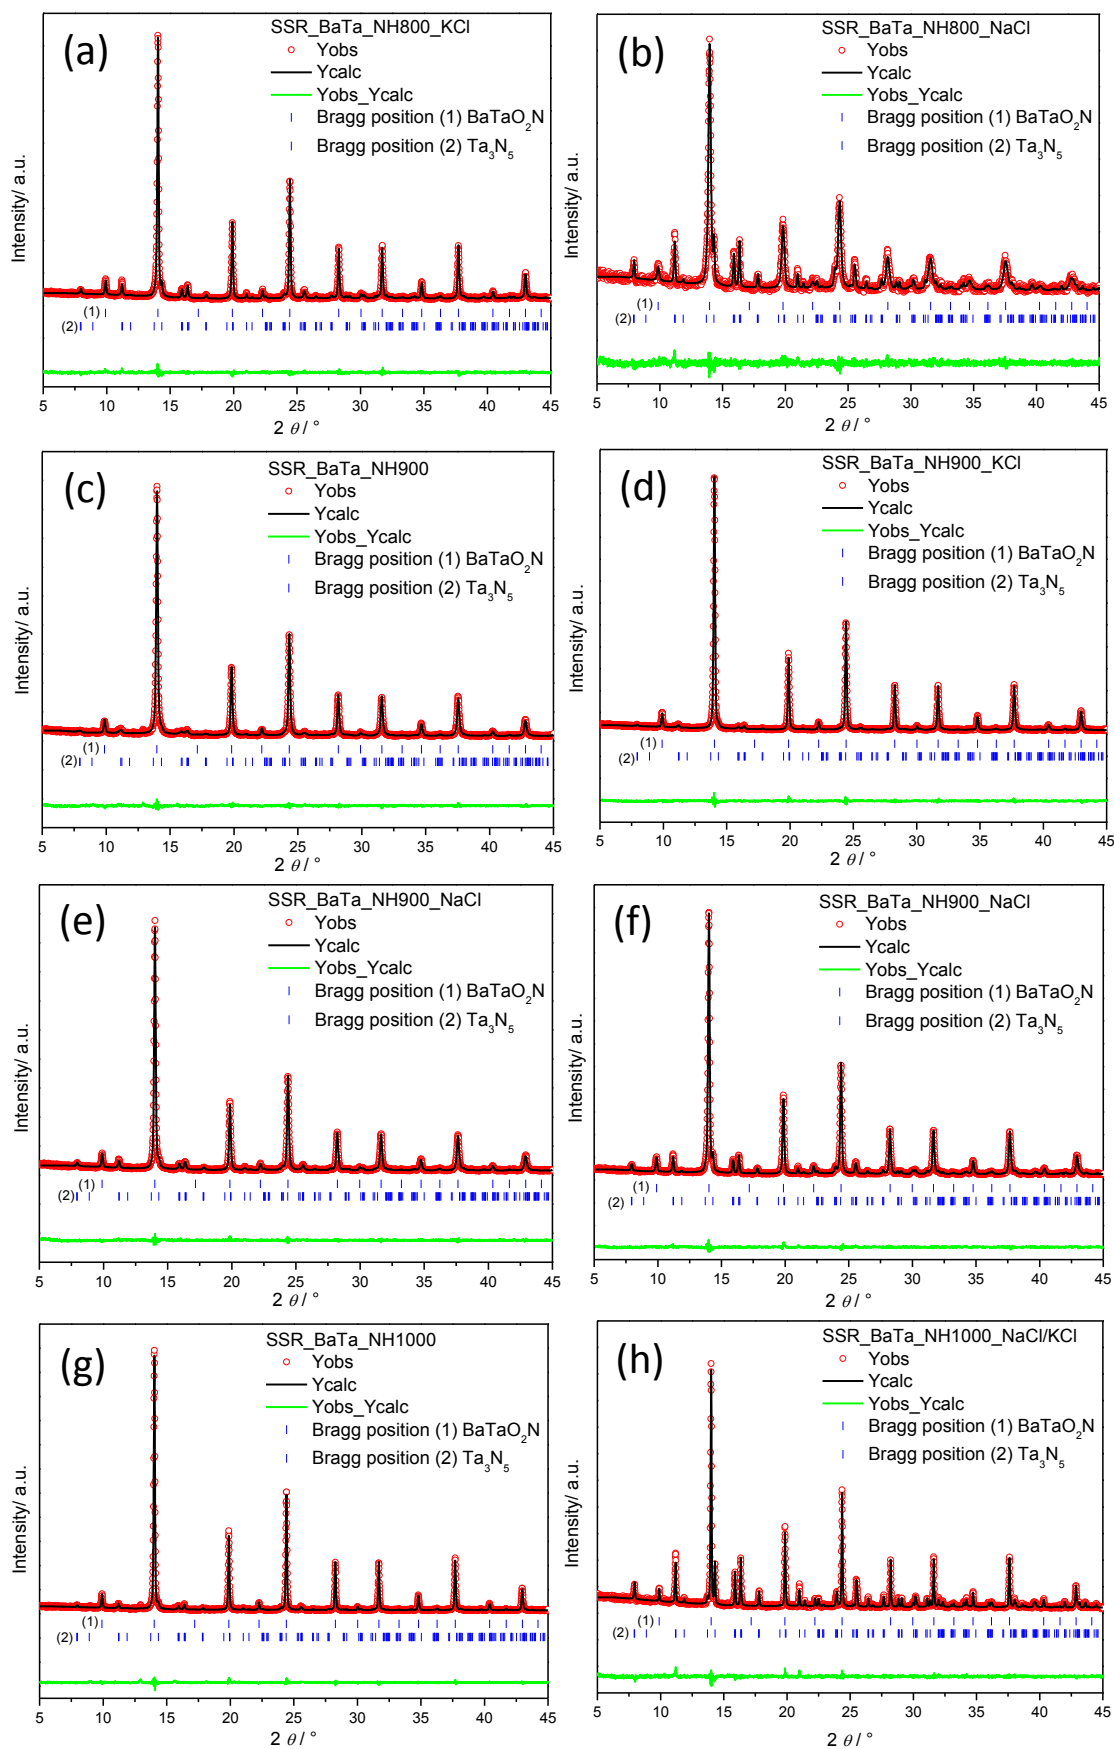 (a)
SSR_BaTa_NH800_KCl
Yobs
Ycalc
Yobs_Ycalc
Bragg position (1) BaTaO2N
Bragg position (2) Ta3N5
Intensity/ a.u.
(1)
(2)
5 10 15 20 25 30 35 40 45
2 θ / °
(b)
SSR_BaTa_NH800_NaCl
Yobs
Ycalc
Yobs_Ycalc
Bragg position (1) BaTaO2N
Bragg position (2) Ta3N5
Intensity/ a.u.
(1)
(2)
5 10 15 20 25 30 35 40 45
2 θ / °
(c)
SSR_BaTa_NH900
Yobs
Ycalc
Yobs_Ycalc
Bragg position (1) BaTaO2N
Bragg position (2) Ta3N5
Intensity/ a.u.
(1)
(2)
5 10 15 20 25 30 35 40 45
2 θ / °
(d)
SSR_BaTa_NH900_KCl
Yobs
Ycalc
Yobs_Ycalc
Bragg position (1) BaTaO2N
Bragg position (2) Ta3N5
Intensity/ a.u.
(1)
(2)
5 10 15 20 25 30 35 40 45
2 θ / °
(e)
SSR_BaTa_NH900_NaCl
Yobs
Ycalc
Yobs_Ycalc
Bragg position (1) BaTaO2N
Bragg position (2) Ta3N5
Intensity/ a.u.
(1)
(2)
5 10 15 20 25 30 35 40 45
2 θ / °
(f)
SSR_BaTa_NH900_NaCl
Yobs
Ycalc
Yobs_Ycalc
Bragg position (1) BaTaO2N
Bragg position (2) Ta3N5
Intensity/ a.u.
(1)
(2)
5 10 15 20 25 30 35 40 45
2 θ / °
(g)
SSR_BaTa_NH1000
Yobs
Ycalc
Yobs_Ycalc
Bragg position (1) BaTaO2N
Bragg position (2) Ta3N5
Intensity/ a.u.
(1)
(2)
5 10 15 20 25 30 35 40 45
2 θ / °
(h)
SSR_BaTa_NH1000_NaCl/KCl
Yobs
Ycalc
Yobs_Ycalc
Bragg position (1) BaTaO2N
Bragg position (2) Ta3N5
Intensity/ a.u.
(1)
(2)
5 10 15 20 25 30 35 40 45
2 θ / °